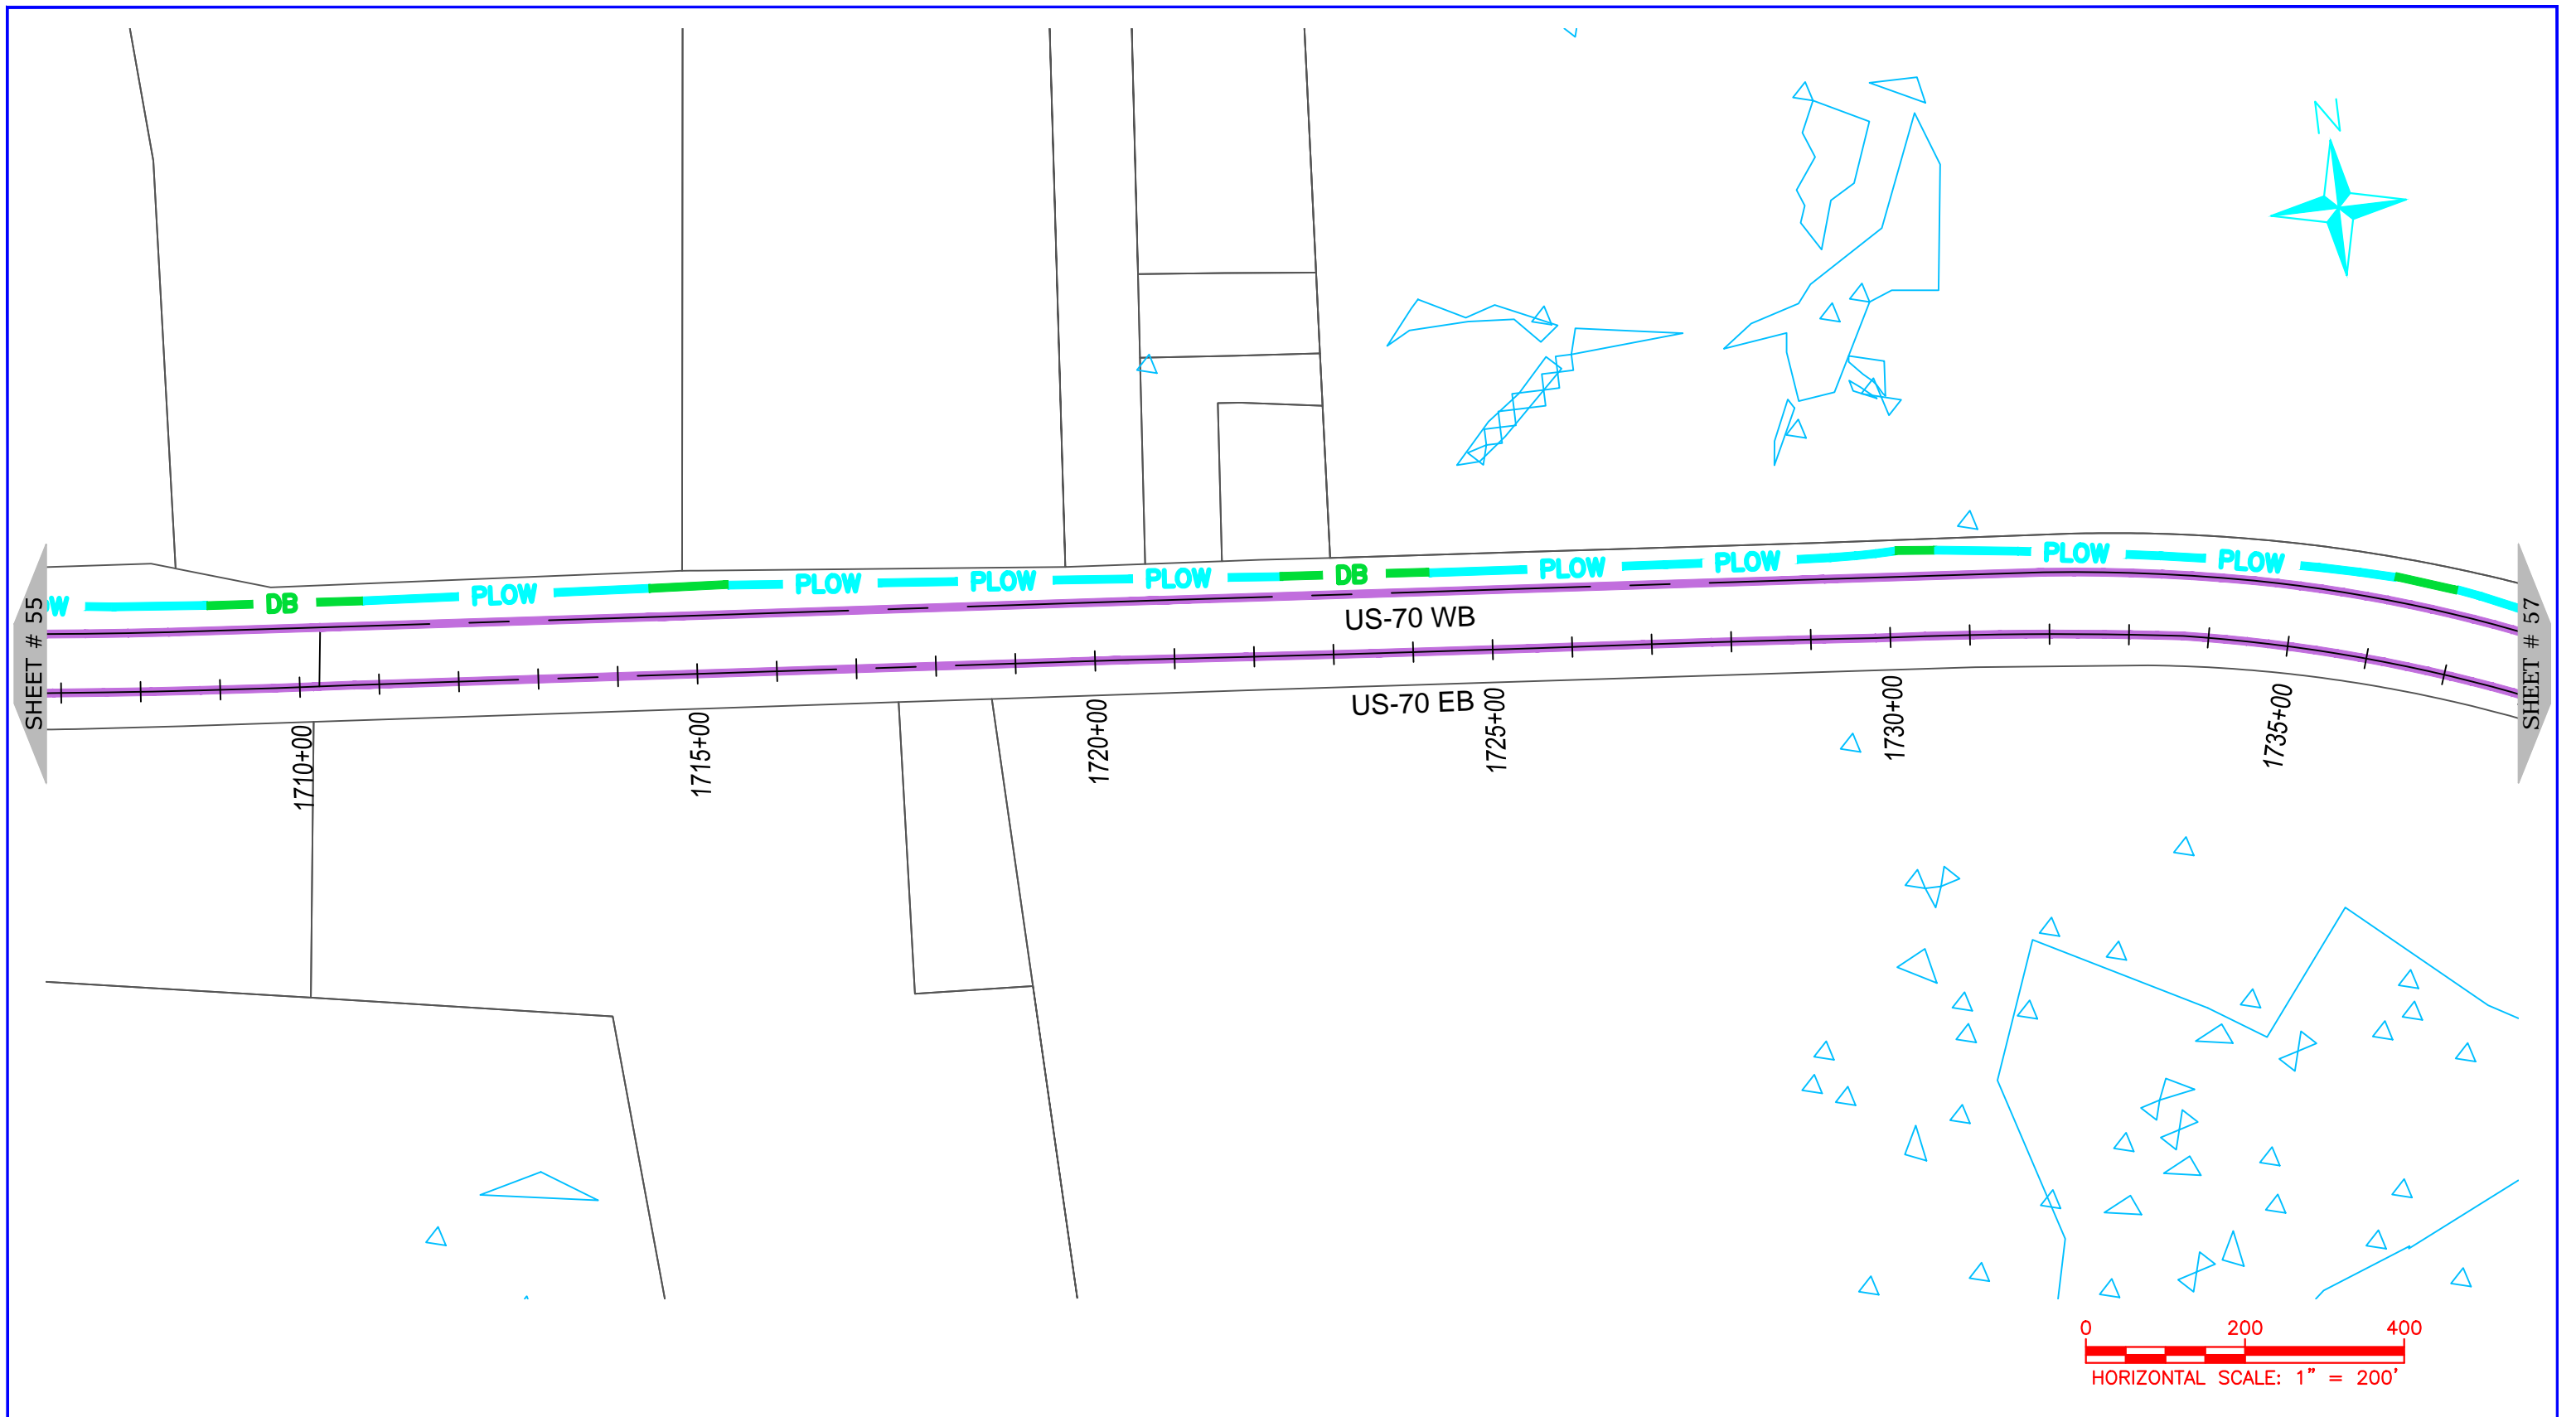 N
W
DB
PLOW
PLOW
PLOW
PLOW
DB
PLOW
PLOW
PLOW
PLOW
US-70 WB
US-70 EB
SHEET # 55
SHEET # 57
1710+00
1715+00
1720+00
1725+00
1730+00
1735+00
0 200 400
HORIZONTAL SCALE: 1” = 200’